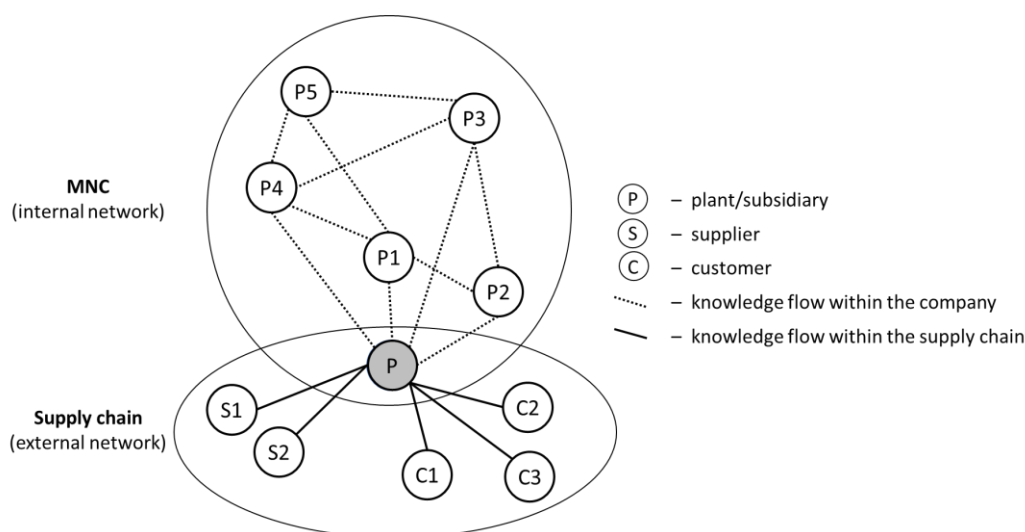 P5
P3
P4
P1
P2
P
S1
S2
C1
C2
C3
MNC
(internal network)
Supply chain
(external network)
P – plant/subsidiary
S – supplier
C – customer
– knowledge flow within the company
– knowledge flow within the supply chain